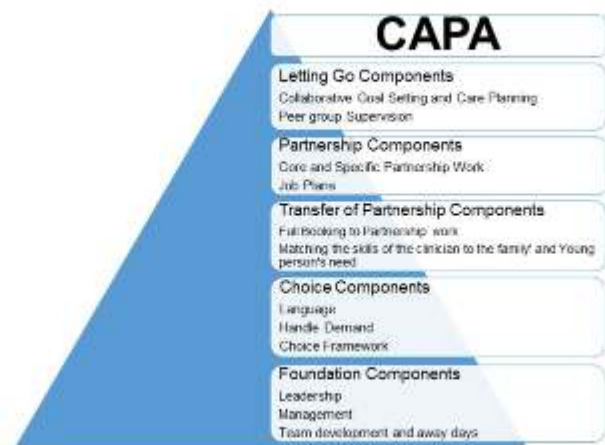 CAPA
Letting Go Components
Collaborative Goal Setting and Care Planning
Peer group Supervision
Partnership Components
Core and Specific Partnership Work
Job Plans
Transfer of Partnership Components
Full Booking to Partnership work
Matching the skills of the clinician to the family' and Young
person's need
Choice Components
Language
Handle Demand
Choice Framework
Foundation Components
Leadership
Management
Team development and away days